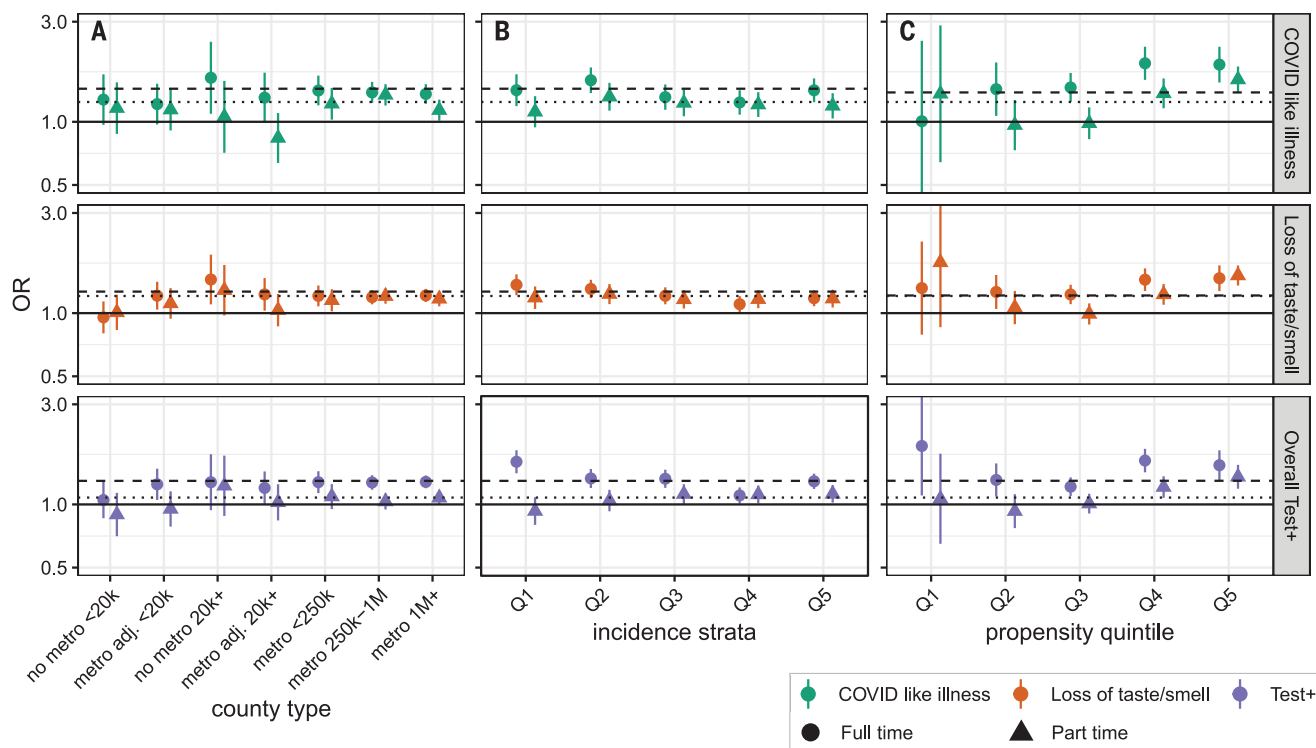 A
B
C
3.0
1.0
0.5
COVID like illness
3.0
1.0
0.5
Loss of taste/smell
OR
3.0
1.0
0.5
Overall Test+
no metro <20k
metro adj. <20k
no metro 20k+
metro adj. 20k+
metro <250k
metro 250k–1M
metro 1M+
county type
Q1
Q2
Q3
Q4
Q5
incidence strata
Q1
Q2
Q3
Q4
Q5
propensity quintile
COVID like illness
Loss of taste/smell
Test+
Full time
Part time